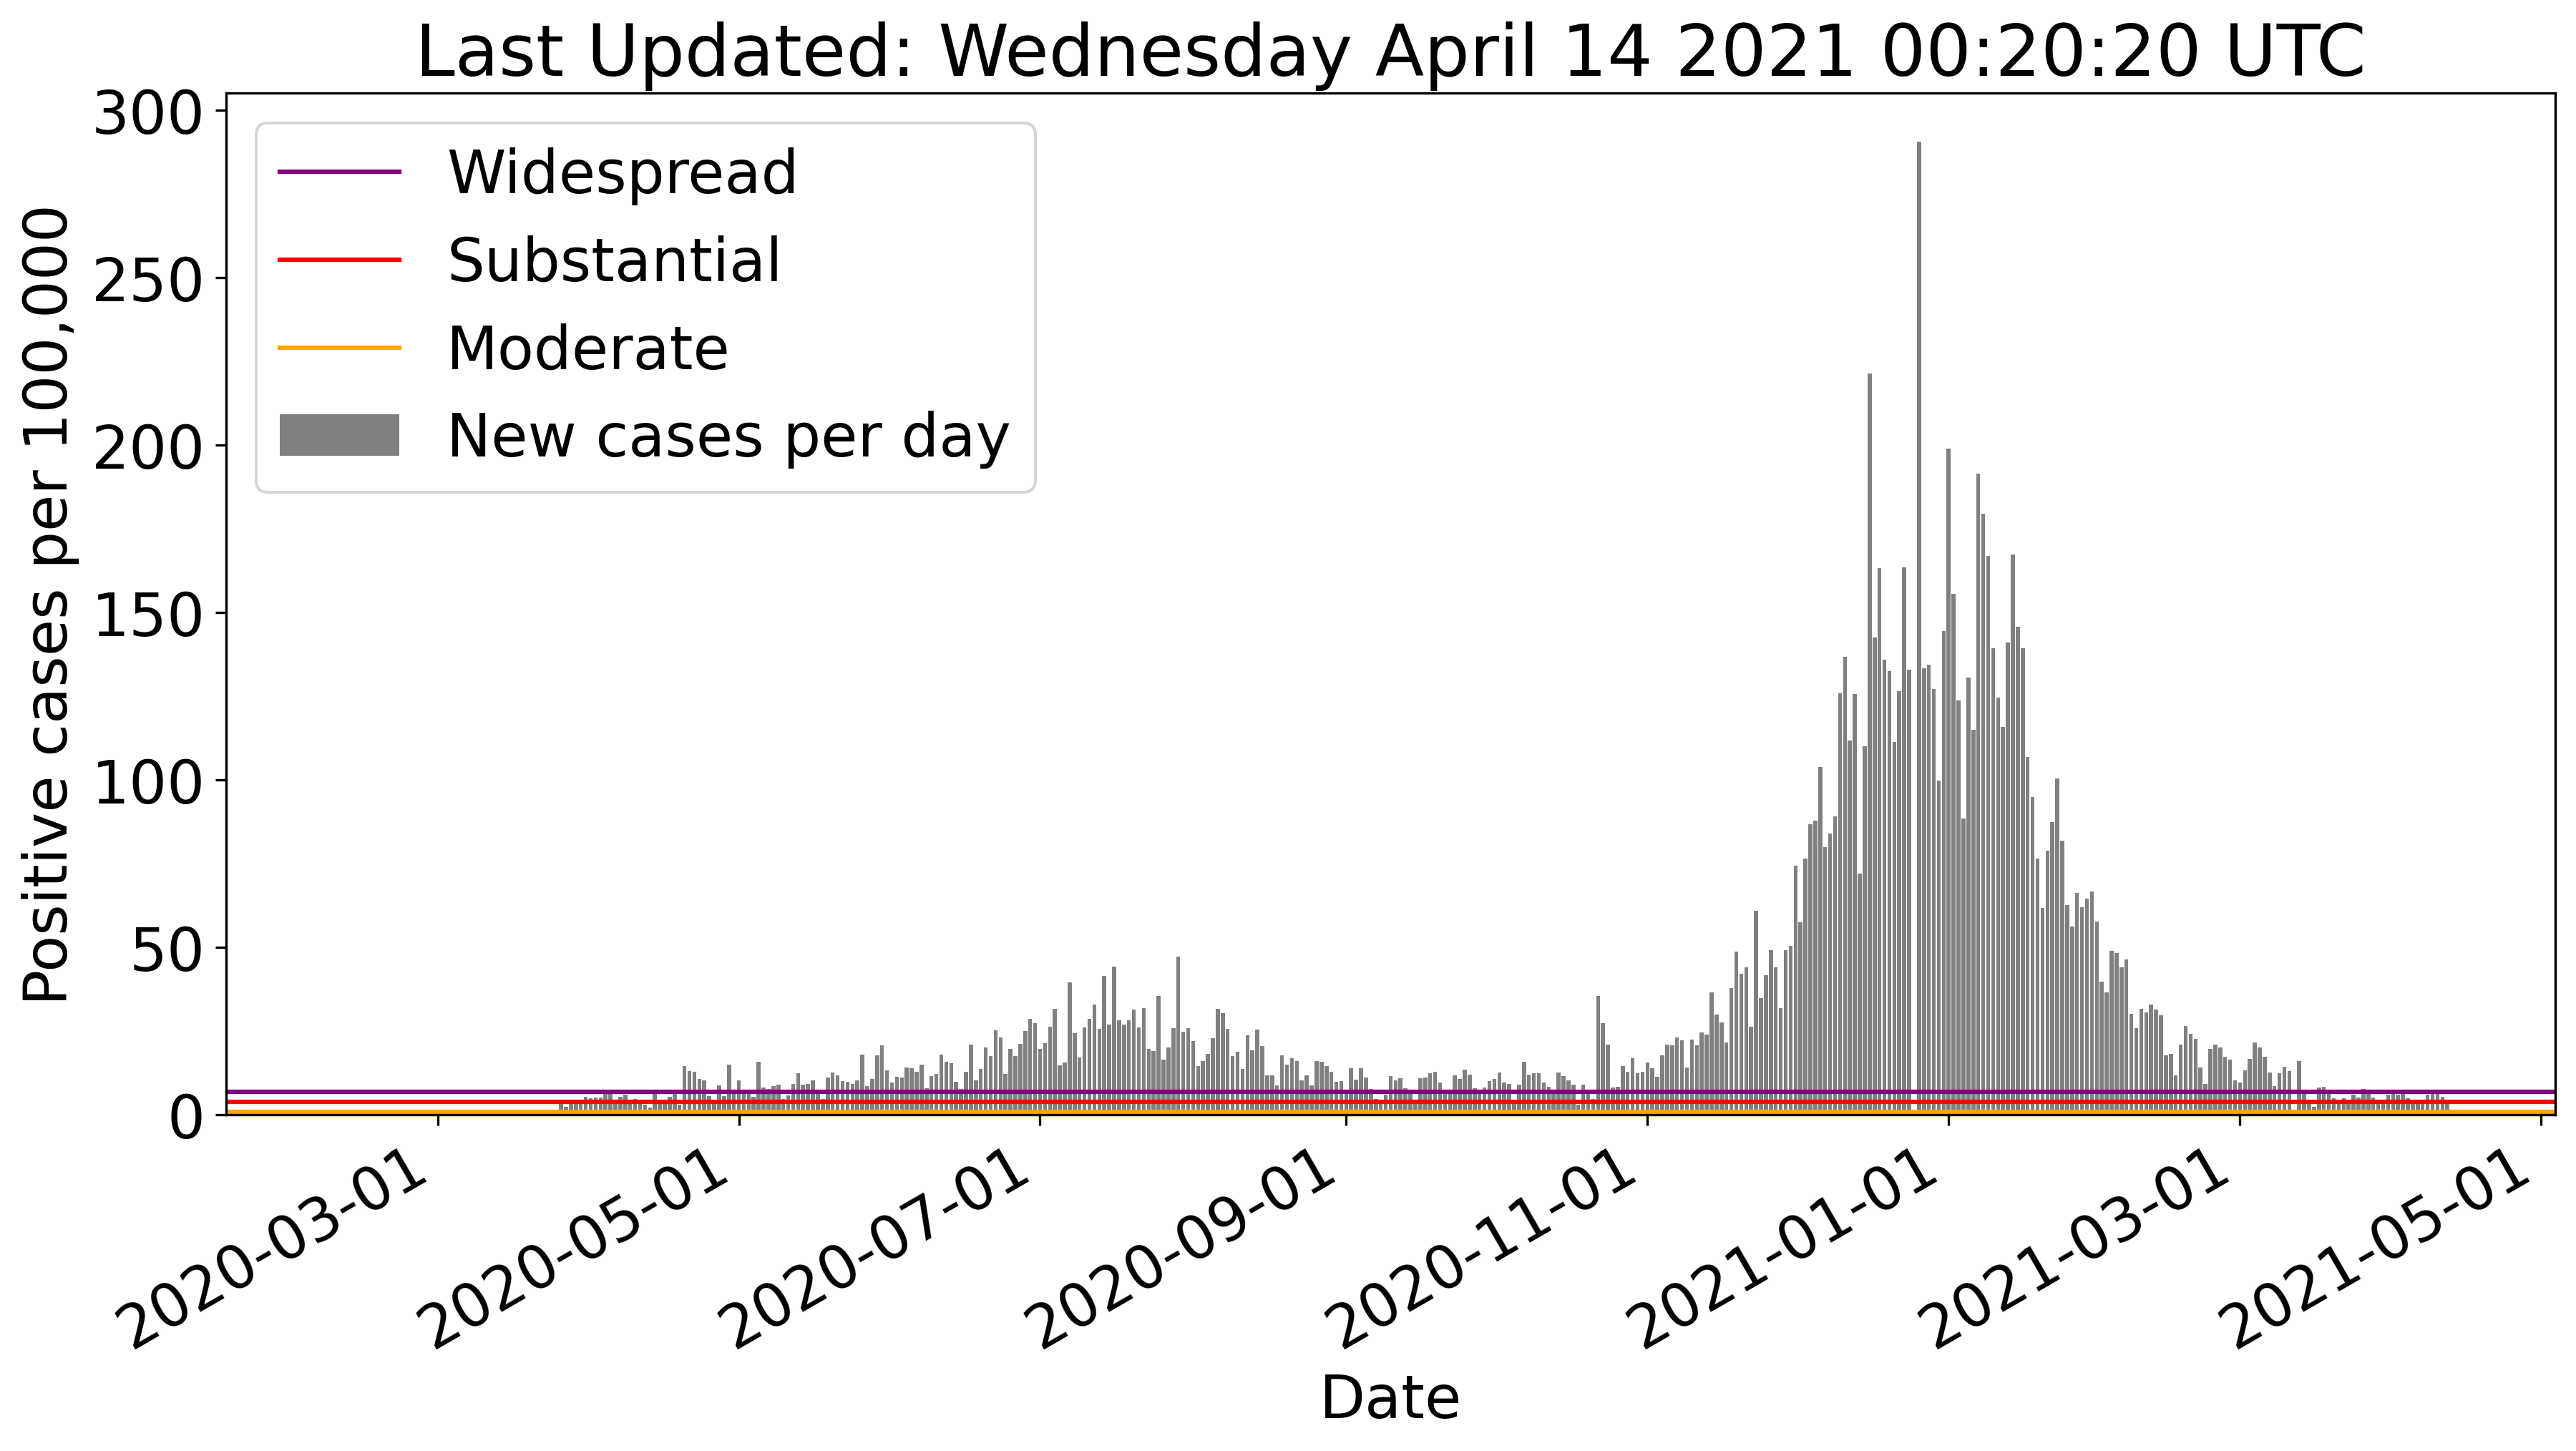 Last Updated: Wednesday April 14 2021 00:20:20 UTC
300
250
200
150
100
50
0
Positive cases per 100,000
Widespread
Substantial
Moderate
New cases per day
2020-03-01
2020-05-01
2020-07-01
2020-09-01
2020-11-01
2021-01-01
2021-03-01
2021-05-01
Date